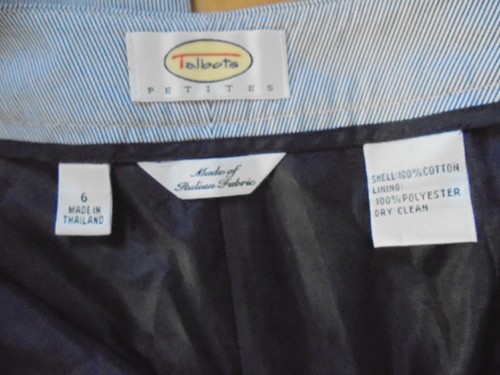 Talbots
PETITES
6
MADE IN
THAILAND
Made of
Italian Fabric
SHELL:100%COTTON
LINING:
100%POLYESTER
DRY CLEAN